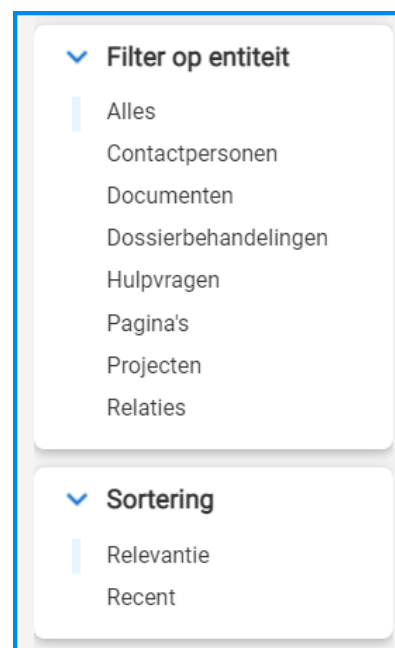 Filter op entiteit
Alles
Contactpersonen
Documenten
Dossierbehandelingen
Hulpvragen
Pagina's
Projecten
Relaties
Sortering
Relevantie
Recent